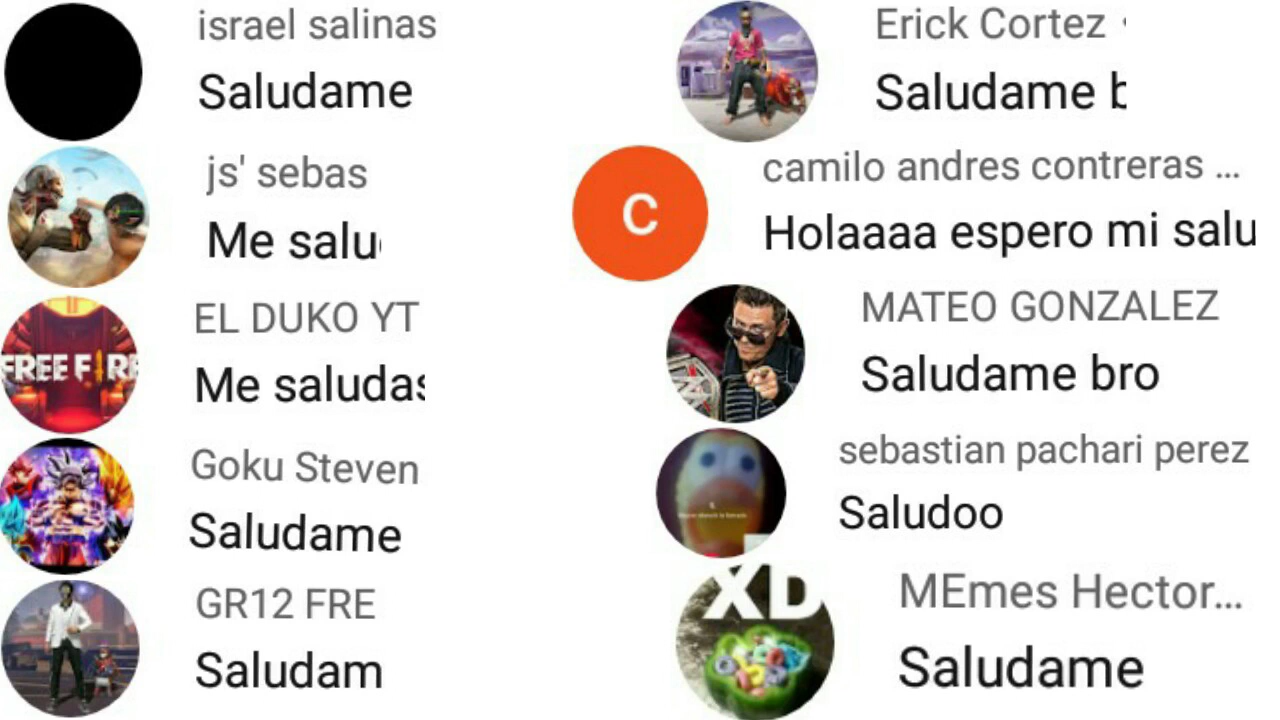 israel salinas
Saludame
js' sebas
Me salu
FREE FIRE
EL DUKO YT
Me saludas
Goku Steven
Saludame
GR12 FRE
Saludam
Erick Cortez
Saludame b
C
camilo andres contreras ...
Holaaaa espero mi salu
MATEO GONZALEZ
Saludame bro
sebastian pachari perez
Saludoo
XD
MEmes Hector...
Saludame